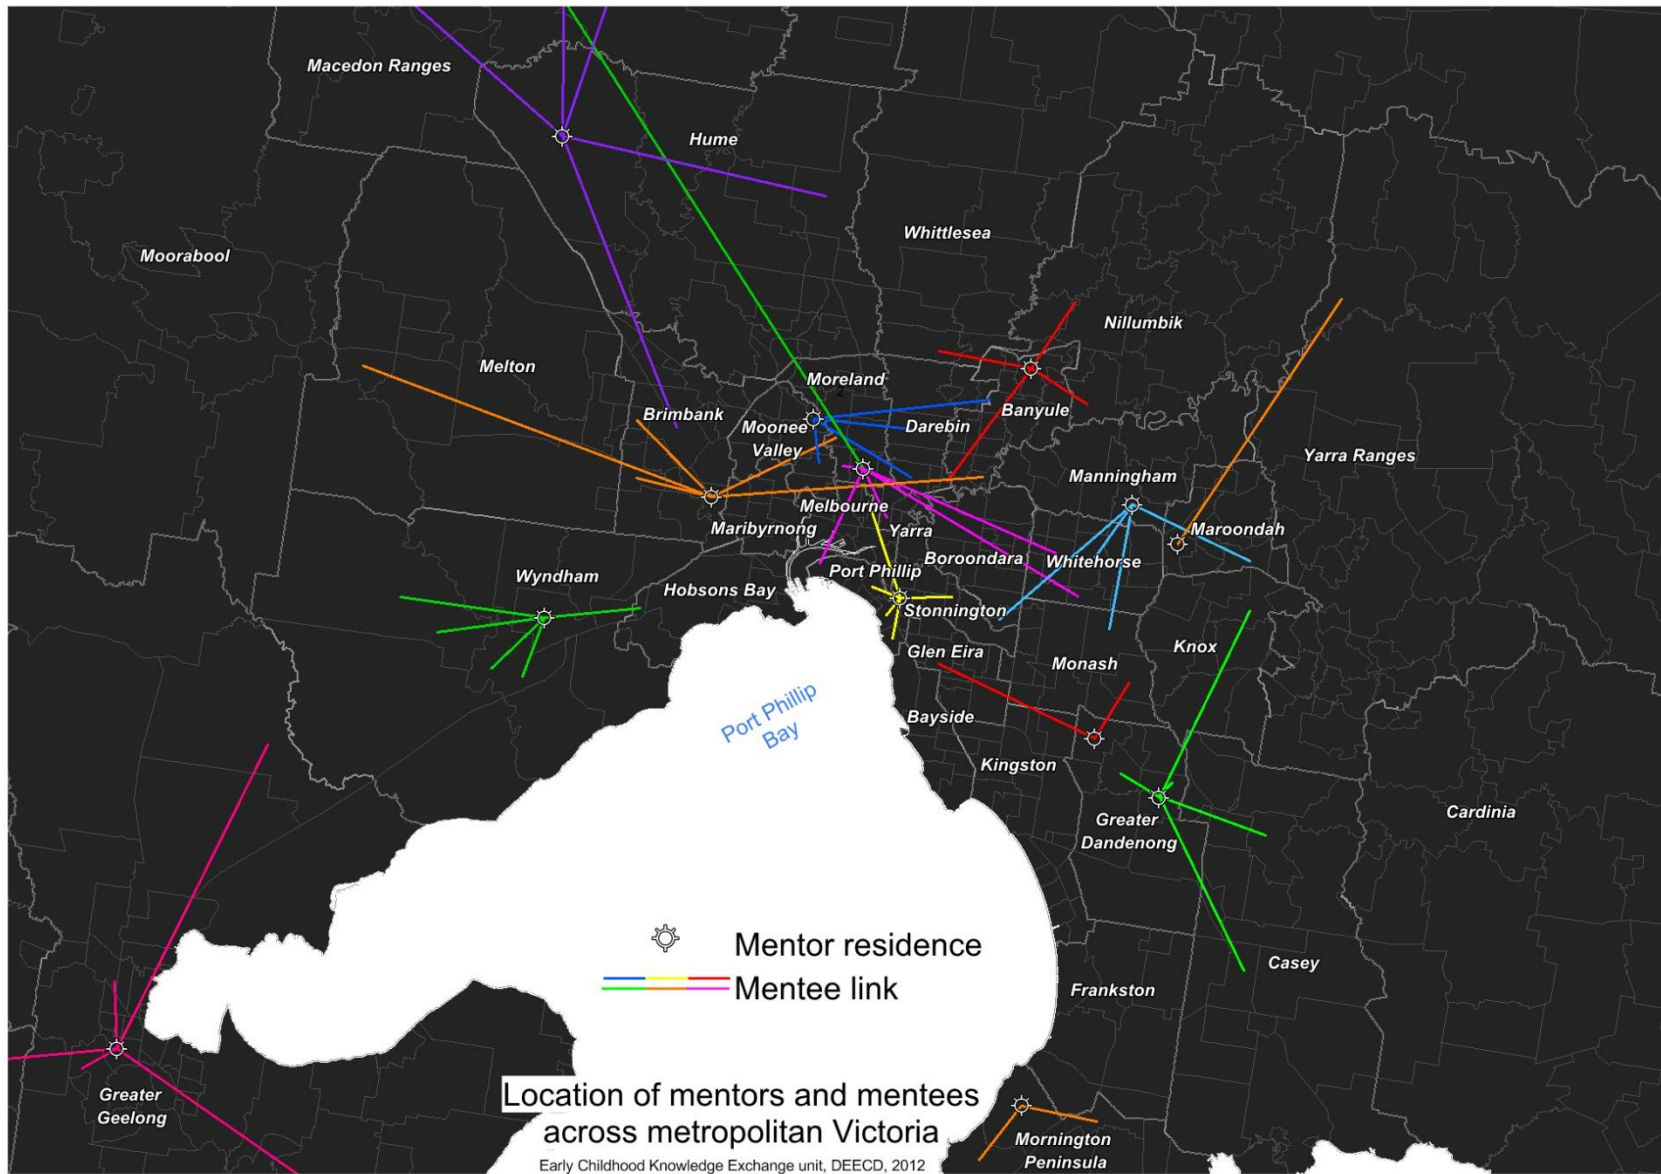 Macedon Ranges
Hume
Moorabool
Whittlesea
Nillumbik
Melton
Moreland
2
Brimbank
Banyule
Moonee
Valley
Darebin
Yarra Ranges
Manningham
Melbourne
Maribyrnong
Yarra
Maroondah
Boroondara
Whitehorse
Port Phillip
Wyndham
Hobsons Bay
Stonnington
Glen Eira
Monash
Knox
Port Phillip
Bay
Bayside
Kingston
Greater
Dandenong
Cardinia
Mentor residence
Mentee link
Casey
Frankston
Greater
Geelong
Location of mentors and mentees
across metropolitan Victoria
Early Childhood Knowledge Exchange unit, DEECD, 2012
Mornington
Peninsula